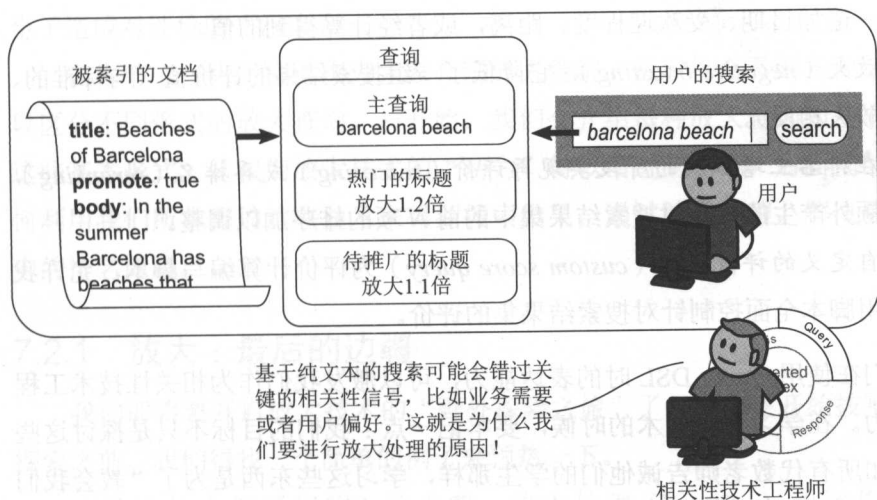 被索引的文档
title: Beaches
of Barcelona
promote: true
body: In the
summer
Barcelona has
beaches that
查询
主查询
barcelona beach
热门的标题
放大1.2倍
待推广的标题
放大1.1倍
用户的搜索
barcelona beach
search
用户
基于纯文本的搜索可能会错过关
键的相关性信号，比如业务需要
或者用户偏好。这就是为什么我
们要进行放大处理的原因！
Query
Response
相关性技术工程师